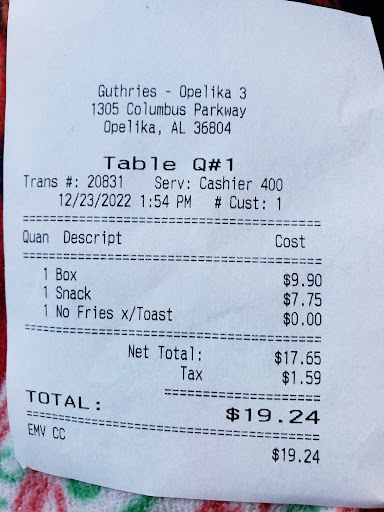 Guthries - Opelika 3
1305 Columbus Parkway
Opelika, AL 36804
Table Q#1
Trans #: 20831 Serv: Cashier 400
12/23/2022 1:54 PM # Cust: 1
Quan Descript Cost
1 Box $9.90
1 Snack $7.75
1 No Fries x/Toast $0.00
Net Total: $17.65
Tax $1.59
TOTAL: $19.24
EMV CC $19.24